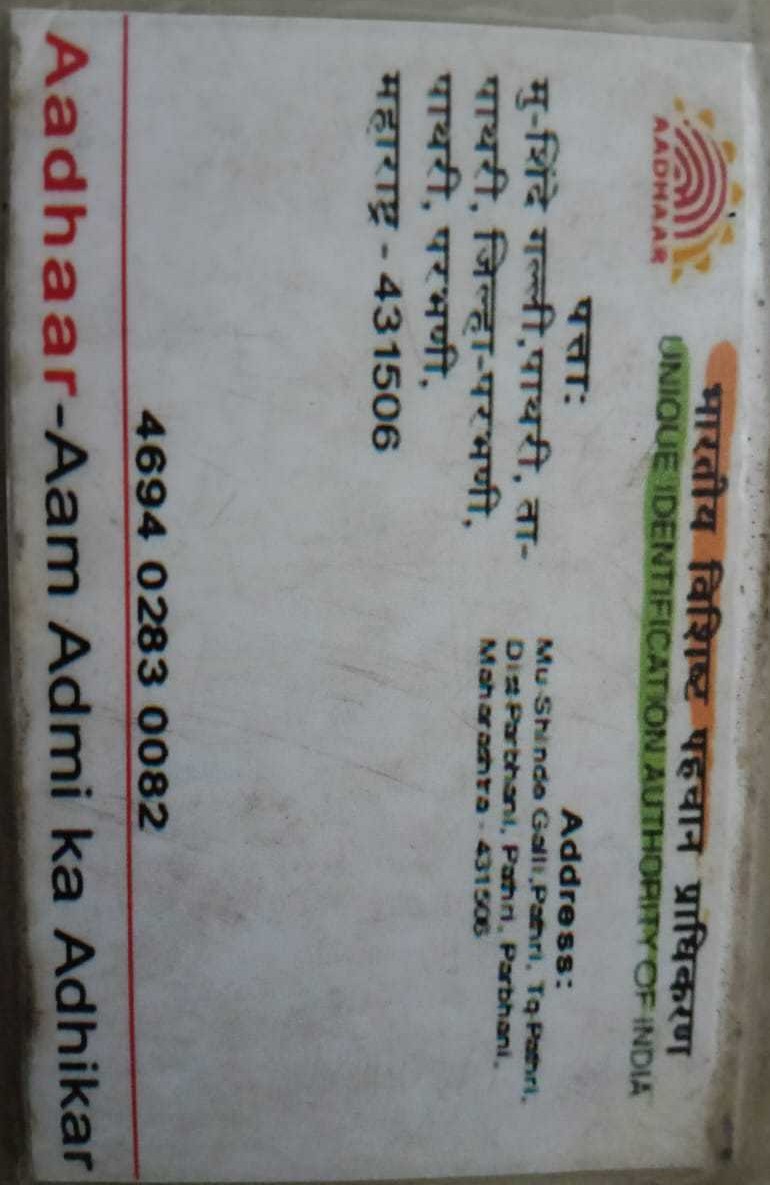 भारतीय विशिष्ट पहचान प्राधिकरण
UNIQUE IDENTIFICATION AUTHORITY OF INDIA
AADHAAR
पत्ता:
मु-शिंदे गल्ली,पाथरी, ता-
पाथरी, जिल्हा-परभणी,
पाथरी, परभणी,
महाराष्ट्र - 431506
Address:
Mu-Shinde Galli,Pathri, Tq-Pathri,
Dist-Parbhani, Pathri, Parbhani,
Maharashtra - 431506
4694 0283 0082
Aadhaar-Aam Admi ka Adhikar